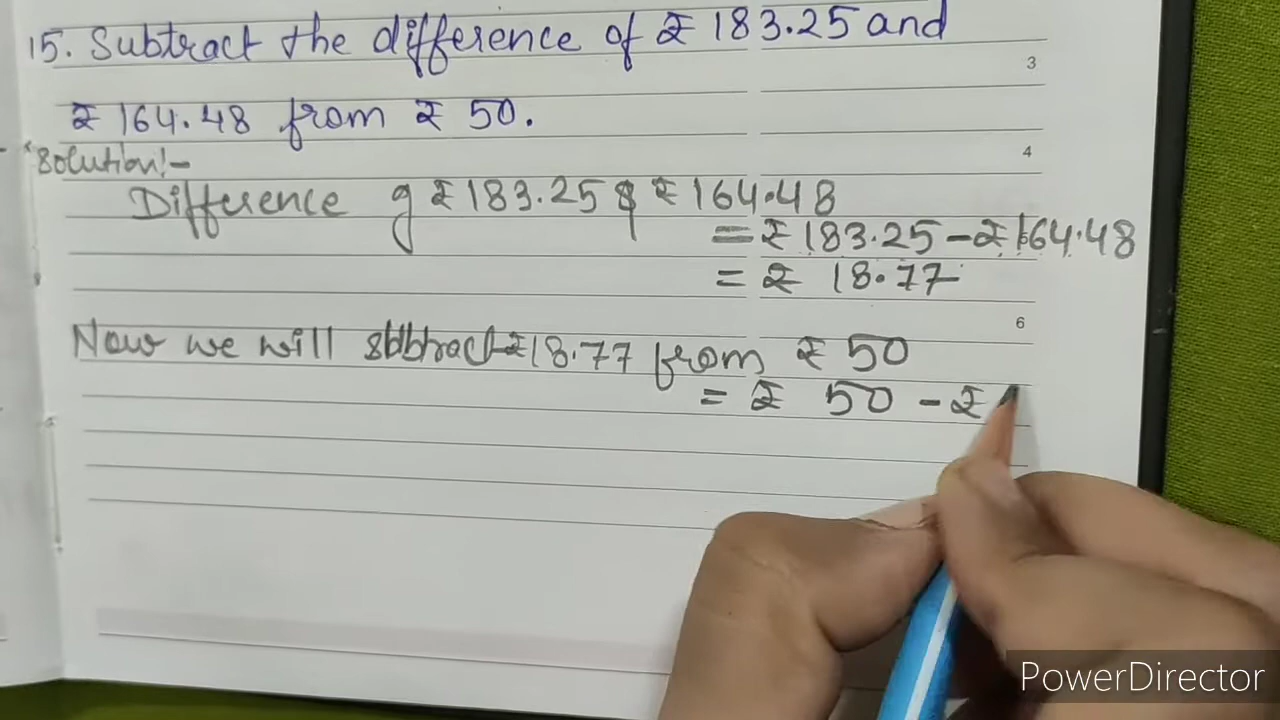 15. Subtract the difference of ₹ 183.25 and
3
₹ 164.48 from ₹ 50.
4
Solution:-
Difference of ₹ 183.25 & ₹ 164.48
= ₹ 183.25 - ₹ 164.48
= ₹ 18.77
6
Now we will subtract ₹ 18.77 from ₹ 50
= ₹ 50 - ₹
PowerDirector